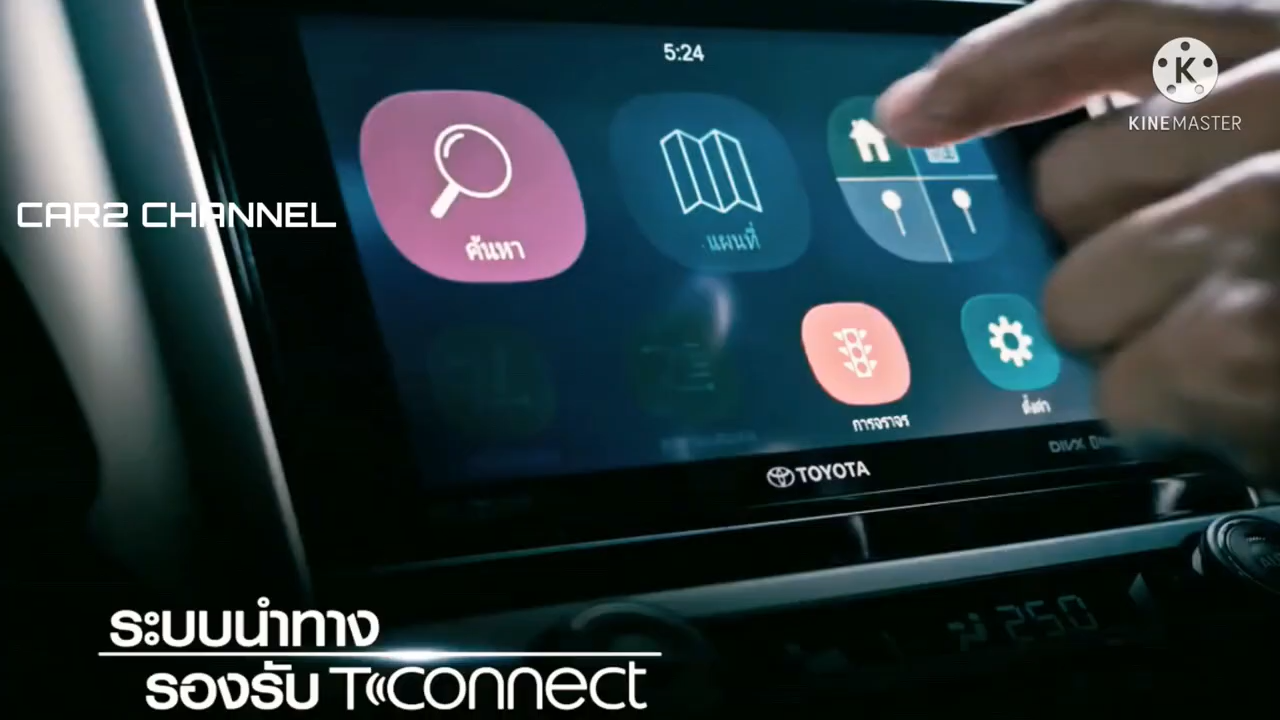 5:24
KINEMASTER
CAR2 CHANNEL
ค้นหา
แผนที่
การจราจร
ตั้งค่า
TOYOTA
DIVX
250
ระบบนำทาง
รองรับ T-Connect